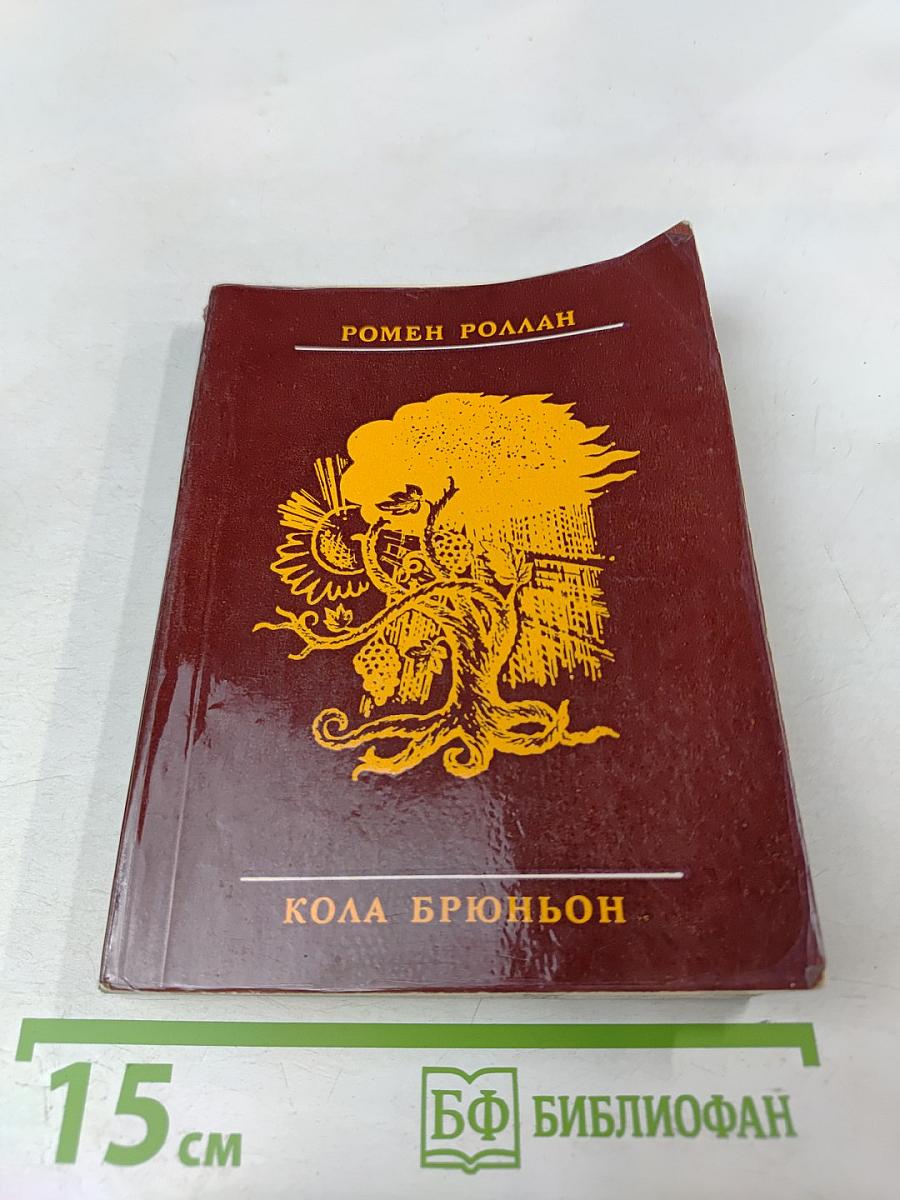 РОМЕН РОЛЛАН
КОЛА БРЮНЬОН
15 см
БФ БИБЛИОФАН